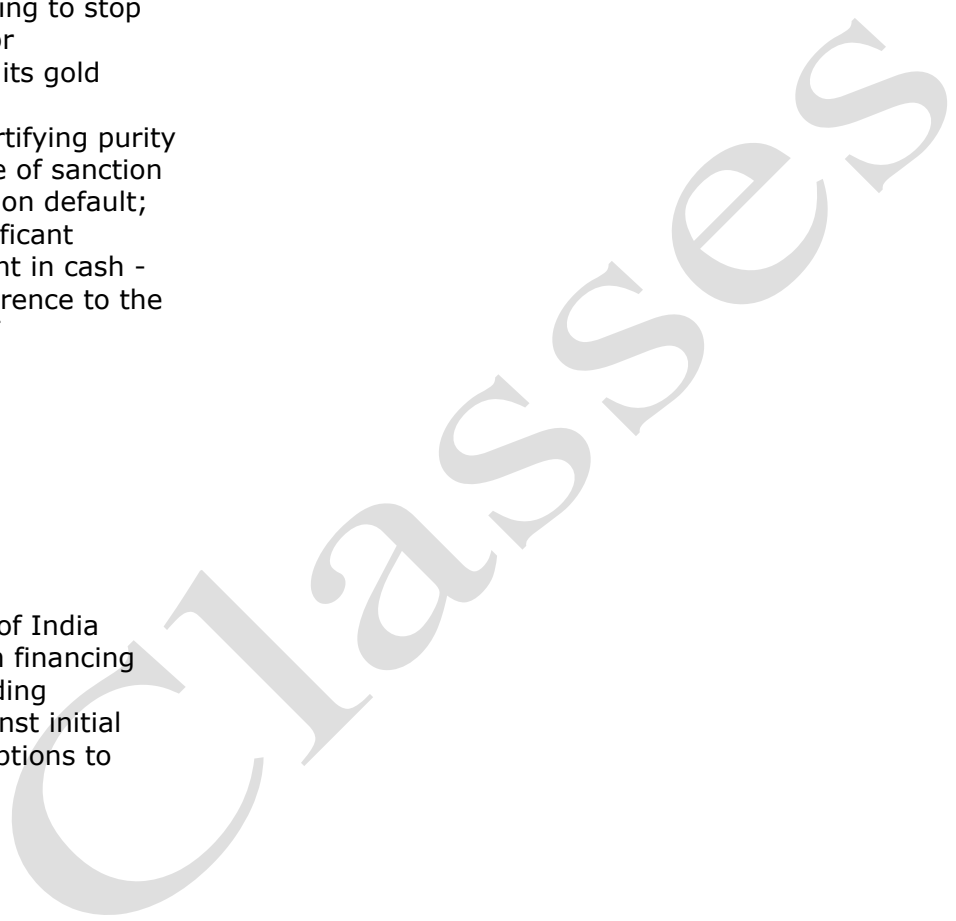 ing to stop
or
its gold
rtifying purity
e of sanction
on default;
ficant
nt in cash -
rence to the
of India
n financing
ding
nst initial
ptions to
Classes